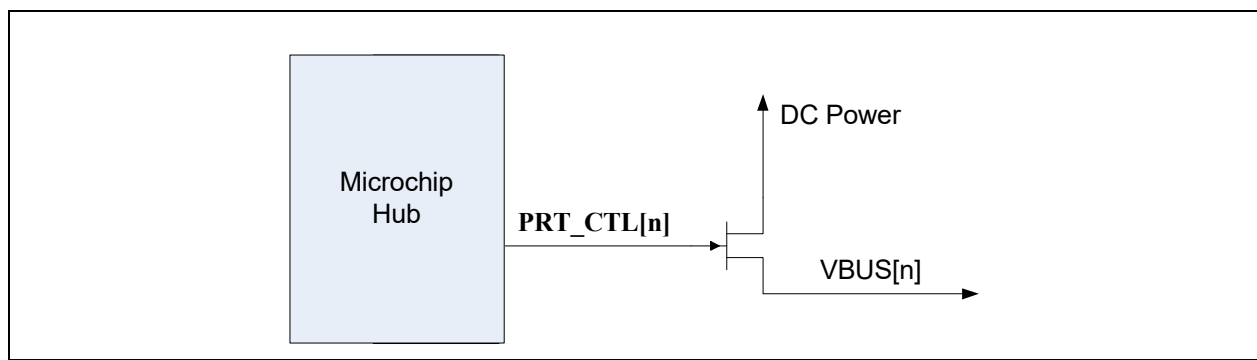 Microchip
Hub
PRT_CTL[n]
DC Power
VBUS[n]